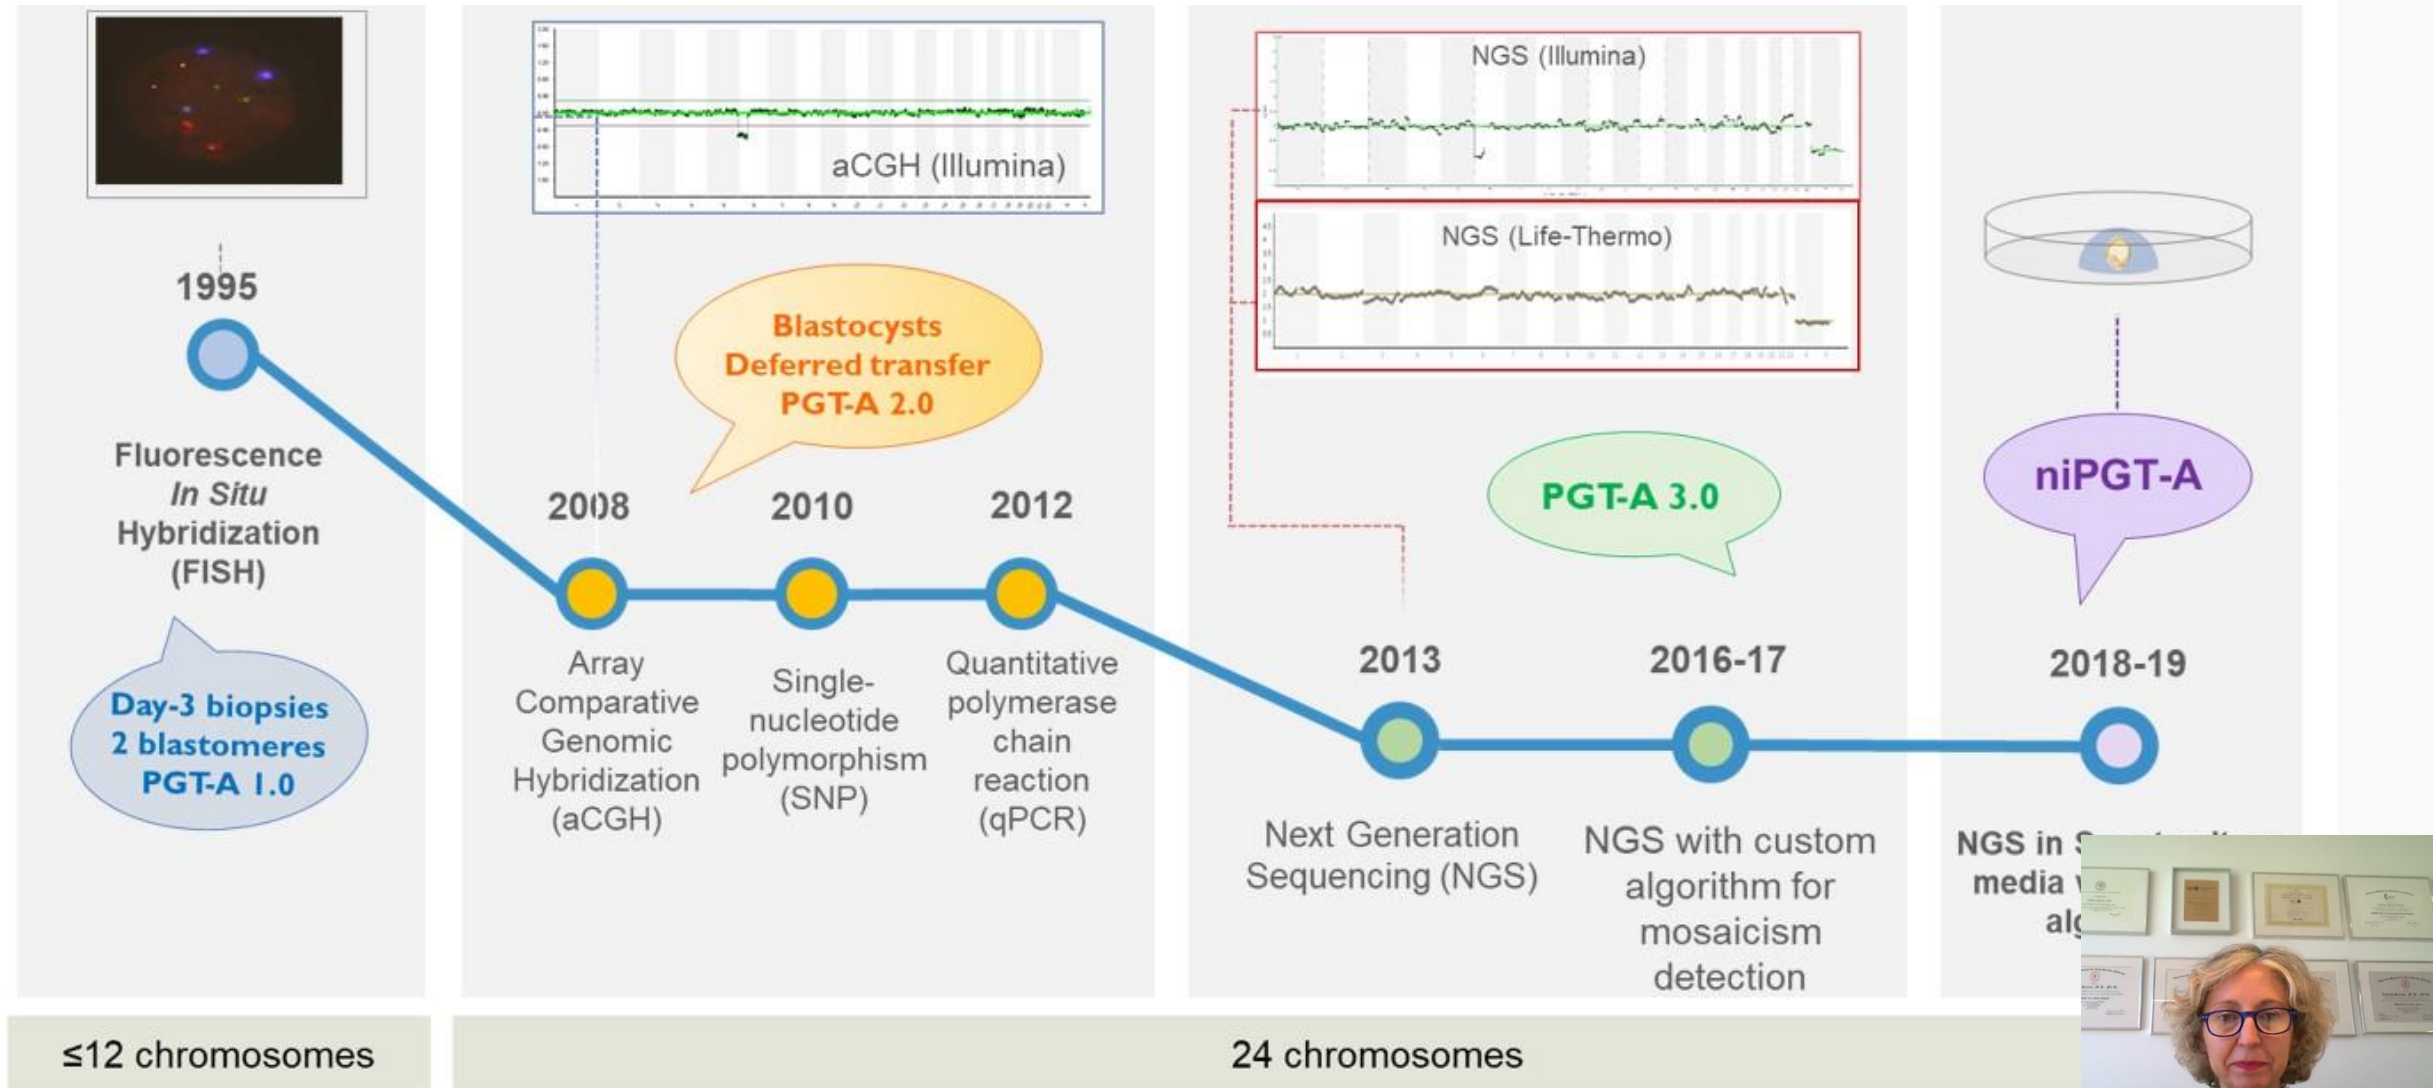 1995
Fluorescence
In Situ
Hybridization
(FISH)
Day-3 biopsies
2 blastomeres
PGT-A 1.0
≤12 chromosomes
aCGH (Illumina)
Blastocysts
Deferred transfer
PGT-A 2.0
2008
Array
Comparative
Genomic
Hybridization
(aCGH)
2010
Single-
nucleotide
polymorphism
(SNP)
2012
Quantitative
polymerase
chain
reaction
(qPCR)
NGS (Illumina)
NGS (Life-Thermo)
PGT-A 3.0
2013
Next Generation
Sequencing (NGS)
2016-17
NGS with custom
algorithm for
mosaicism
detection
niPGT-A
2018-19
NGS in
media
24 chromosomes